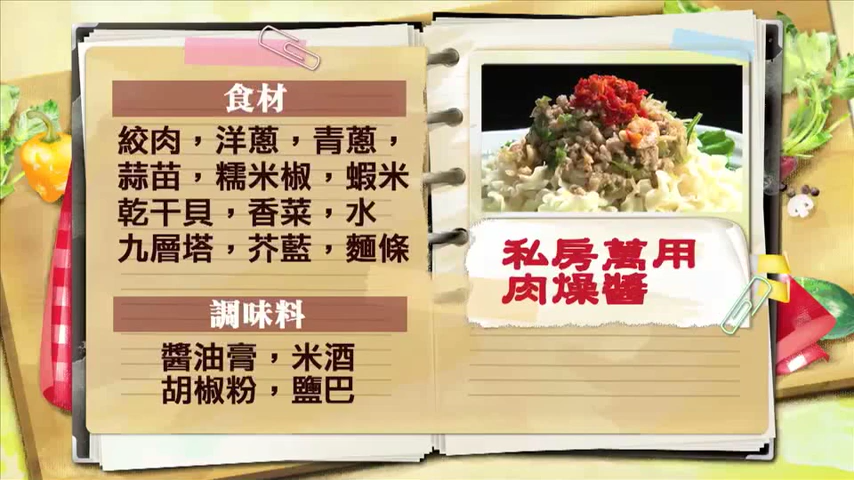 食材
絞肉，洋蔥，青蔥，
蒜苗，糯米椒，蝦米
乾干貝，香菜，水
九層塔，芥藍，麵條
調味料
醬油膏，米酒
胡椒粉，鹽巴
私房萬用
肉燥醬